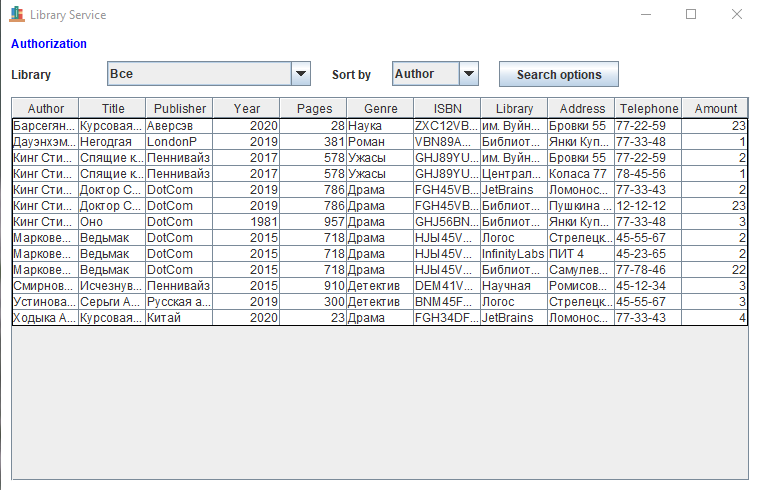 Library Service
Authorization
Library Все Sort by Author Search options
Author Title Publisher Year Pages Genre ISBN Library Address Telephone Amount
Барсегян... Курсовая... Аверсэв 2020 28 Наука ZXC12VB... им. Вуйн... Бровки 55 77-22-59 23
Дауэнхэм... Негодгая LondonP 2019 381 Роман VBN89A... Библиот... Янки Куп... 77-33-48 1
Кинг Сти... Спящие к... Пеннивайз 2017 578 Ужасы GHJ89YU... им. Вуйн... Бровки 55 77-22-59 2
Кинг Сти... Спящие к... Пеннивайз 2017 578 Ужасы GHJ89YU... Централ... Коласа 77 78-45-56 1
Кинг Сти... Доктор С... DotCom 2019 786 Драма FGH45VB... JetBrains Ломонос... 77-33-43 2
Кинг Сти... Доктор С... DotCom 2019 786 Драма FGH45VB... Библиот... Пушкина ... 12-12-12 23
Кинг Сти... Оно DotCom 1981 957 Драма GHJ56BN... Библиот... Янки Куп... 77-33-48 3
Маркове... Ведьмак DotCom 2015 718 Драма HJЫ45V... Логос Стрелецк... 45-55-67 2
Маркове... Ведьмак DotCom 2015 718 Драма HJЫ45V... InfinityLabs ПИТ 4 45-23-65 2
Маркове... Ведьмак DotCom 2015 718 Драма HJЫ45V... Библиот... Самулев... 77-78-46 22
Смирнов... Исчезнув... Пеннивайз 2015 910 Детектив DEM41V... Научная Ромисов... 45-12-34 3
Устинова... Серьги А... Русская а... 2019 300 Детектив BNM45F... Логос Стрелецк... 45-55-67 3
Ходыка А... Курсовая... Китай 2020 23 Драма FGH34DF... JetBrains Ломонос... 77-33-43 4